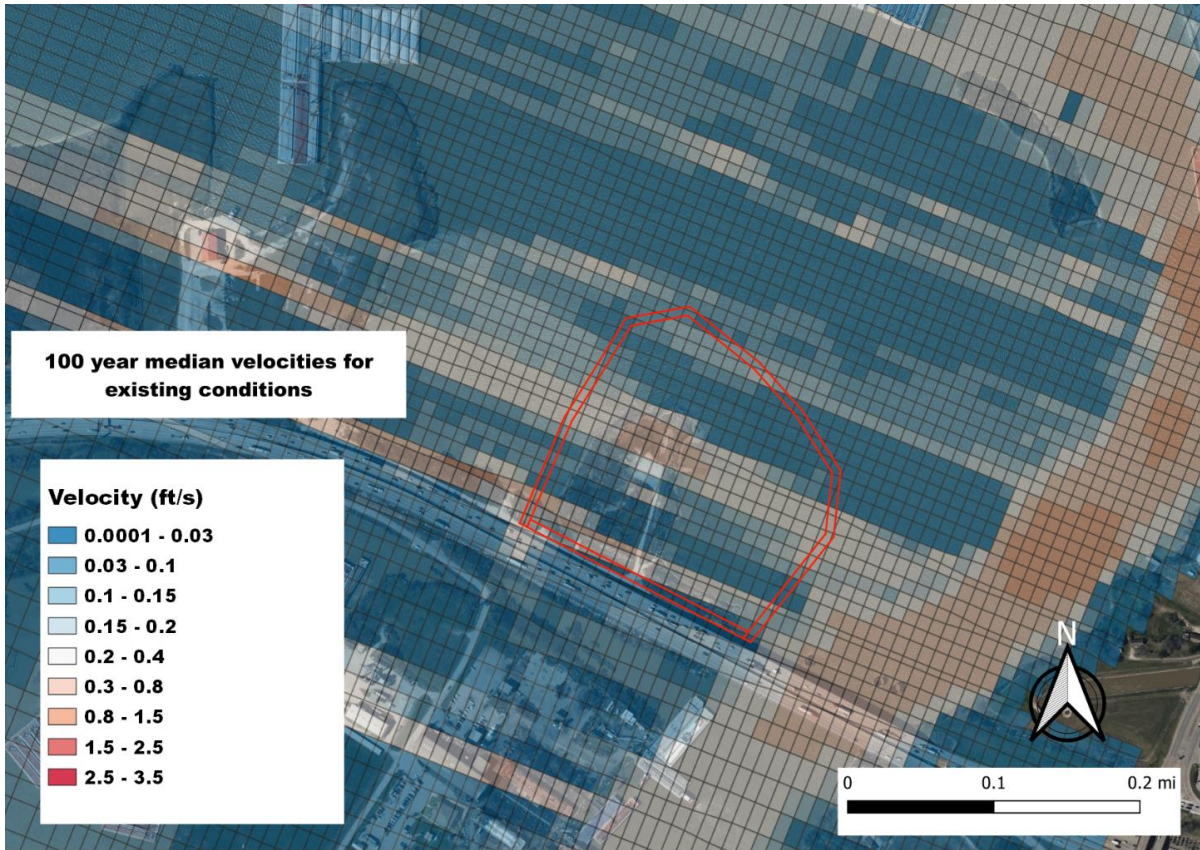 100 year median velocities for
existing conditions
Velocity (ft/s)
0.0001 - 0.03
0.03 - 0.1
0.1 - 0.15
0.15 - 0.2
0.2 - 0.4
0.3 - 0.8
0.8 - 1.5
1.5 - 2.5
2.5 - 3.5
N
0 0.1 0.2 mi